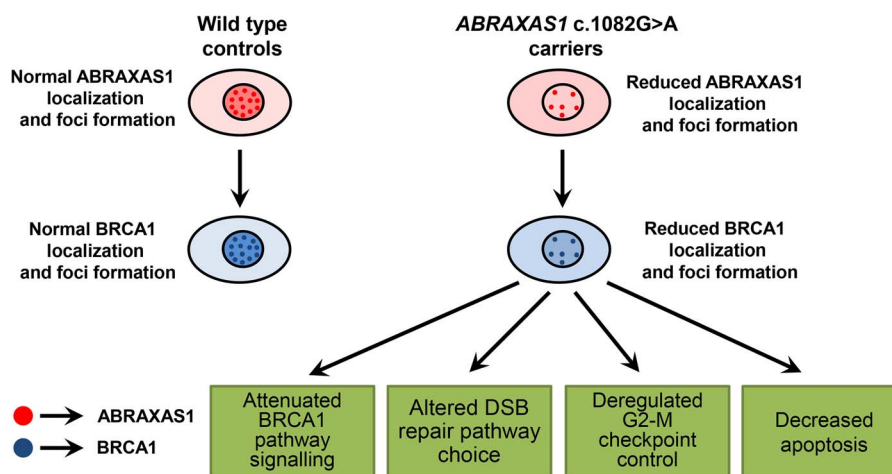 Wild type
controls
ABRAXAS1 c.1082G>A
carriers
Normal ABRAXAS1
localization
and foci formation
Reduced ABRAXAS1
localization
and foci formation
Normal BRCA1
localization
and foci formation
Reduced BRCA1
localization
and foci formation
ABRAXAS1
BRCA1
Attenuated
BRCA1
pathway
signalling
Altered DSB
repair pathway
choice
Deregulated
G2-M
checkpoint
control
Decreased
apoptosis